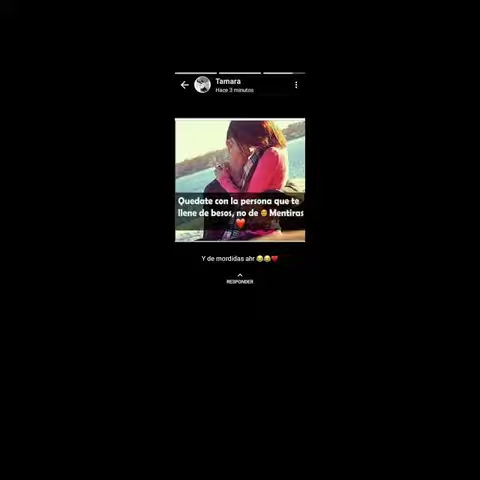 Tamara
Hace 3 minutos
Quedate con la persona que te
llene de besos, no de 😍 Mentiras
❤️
Y de mordidas ahr 😂😂❤️
RESPONDER